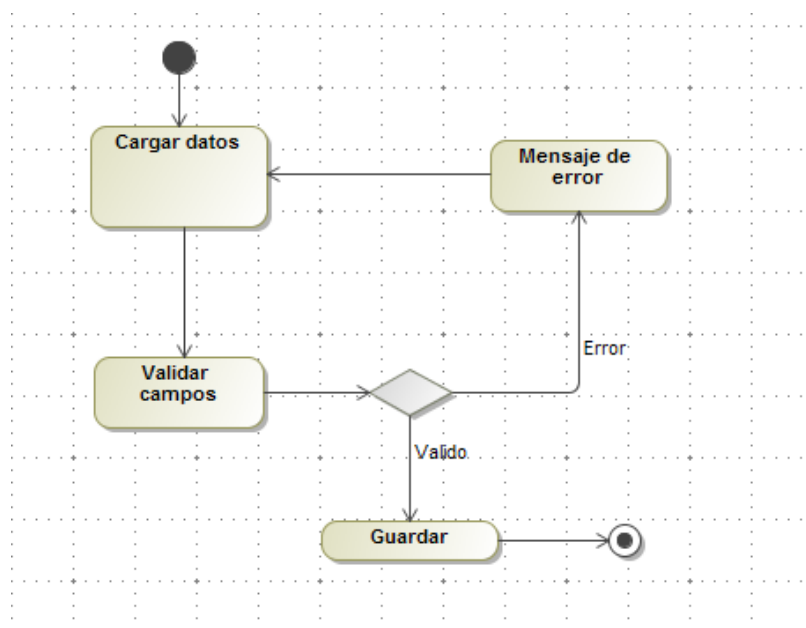 Cargar datos
Mensaje de
error
Error
Validar
campos
Valido
Guardar